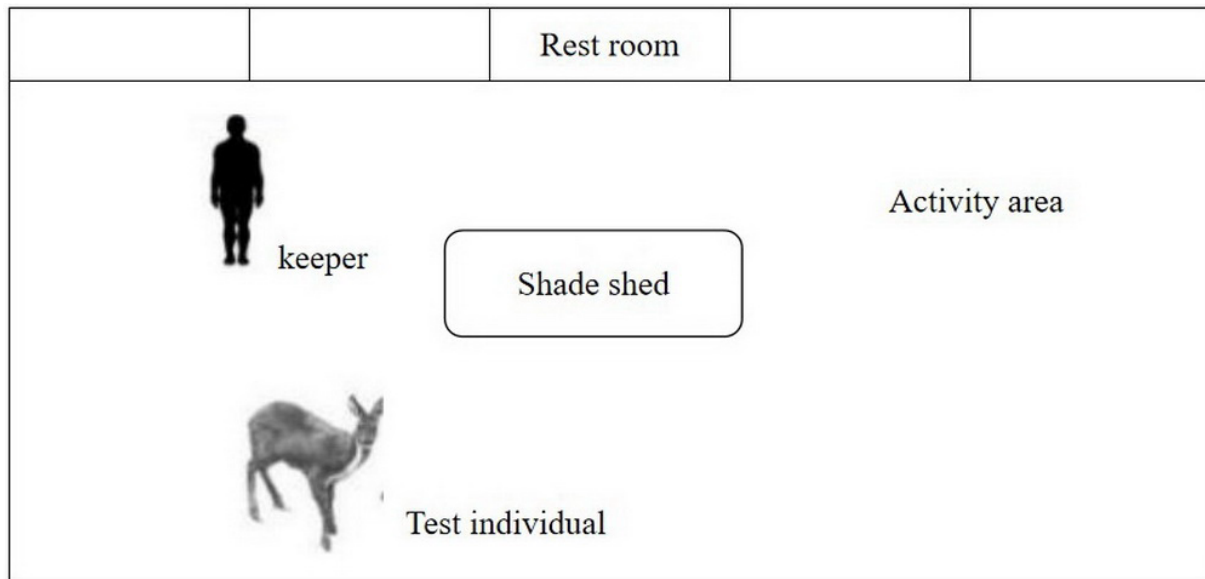 Rest room
Activity area
keeper
Shade shed
Test individual